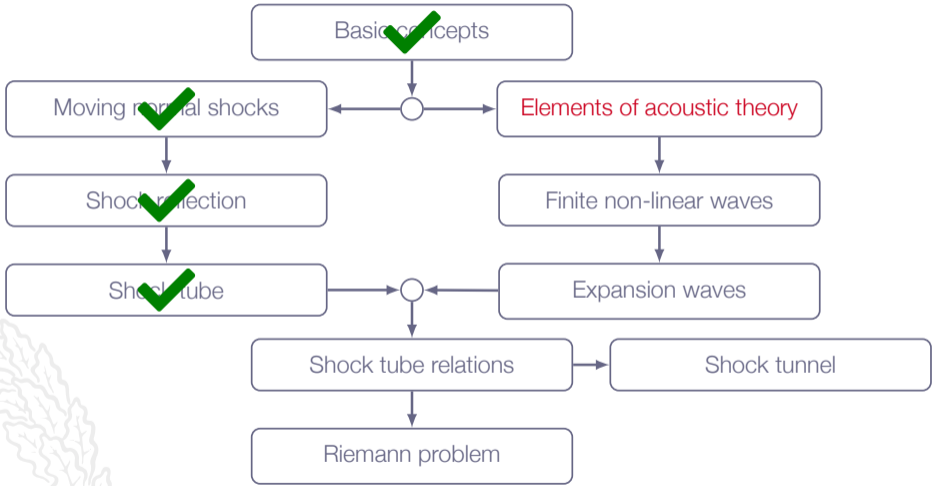 Basic concepts
Moving normal shocks
Elements of acoustic theory
Shock reflection
Finite non-linear waves
Shock tube
Expansion waves
Shock tube relations
Shock tunnel
Riemann problem